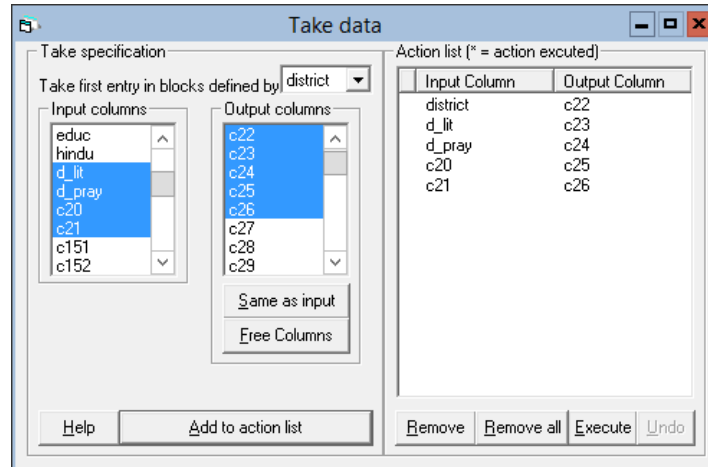 Take data
Take specification
Take first entry in blocks defined by district
Input columns
educ
hindu
d_lit
d_pray
c20
c21
c151
c152
Output columns
c22
c23
c24
c25
c26
c27
c28
c29
Same as input
Free Columns
Help
Add to action list
Action list (* = action excuted)
Input Column Output Column
district c22
d_lit c23
d_pray c24
c20 c25
c21 c26
Remove Remove all Execute Undo